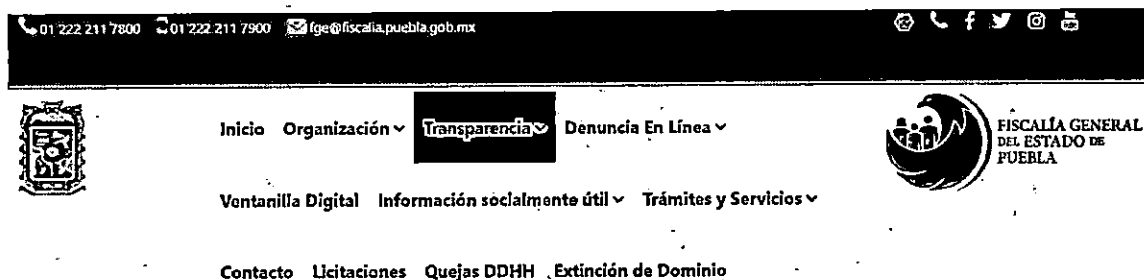 01 222 211 7800 01 222 211 7900 fge@fiscalia.puebla.gob.mx
Inicio Organización Transparencia Denuncia En Línea
FISCALÍA GENERAL
DEL ESTADO DE
PUEBLA
Ventanilla Digital Información socialmente útil Trámites y Servicios
Contacto Licitaciones Quejas DDHH Extinción de Dominio